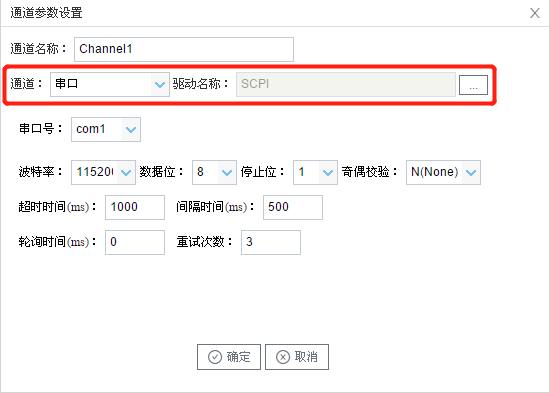 通道参数设置
通道名称： Channel1
通道： 串口 驱动名称： SCPI ...
串口号： com1
波特率： 11520 数据位： 8 停止位： 1 奇偶校验： N(None)
超时时间(ms)： 1000 间隔时间(ms)： 500
轮询时间(ms)： 0 重试次数： 3
确定 取消